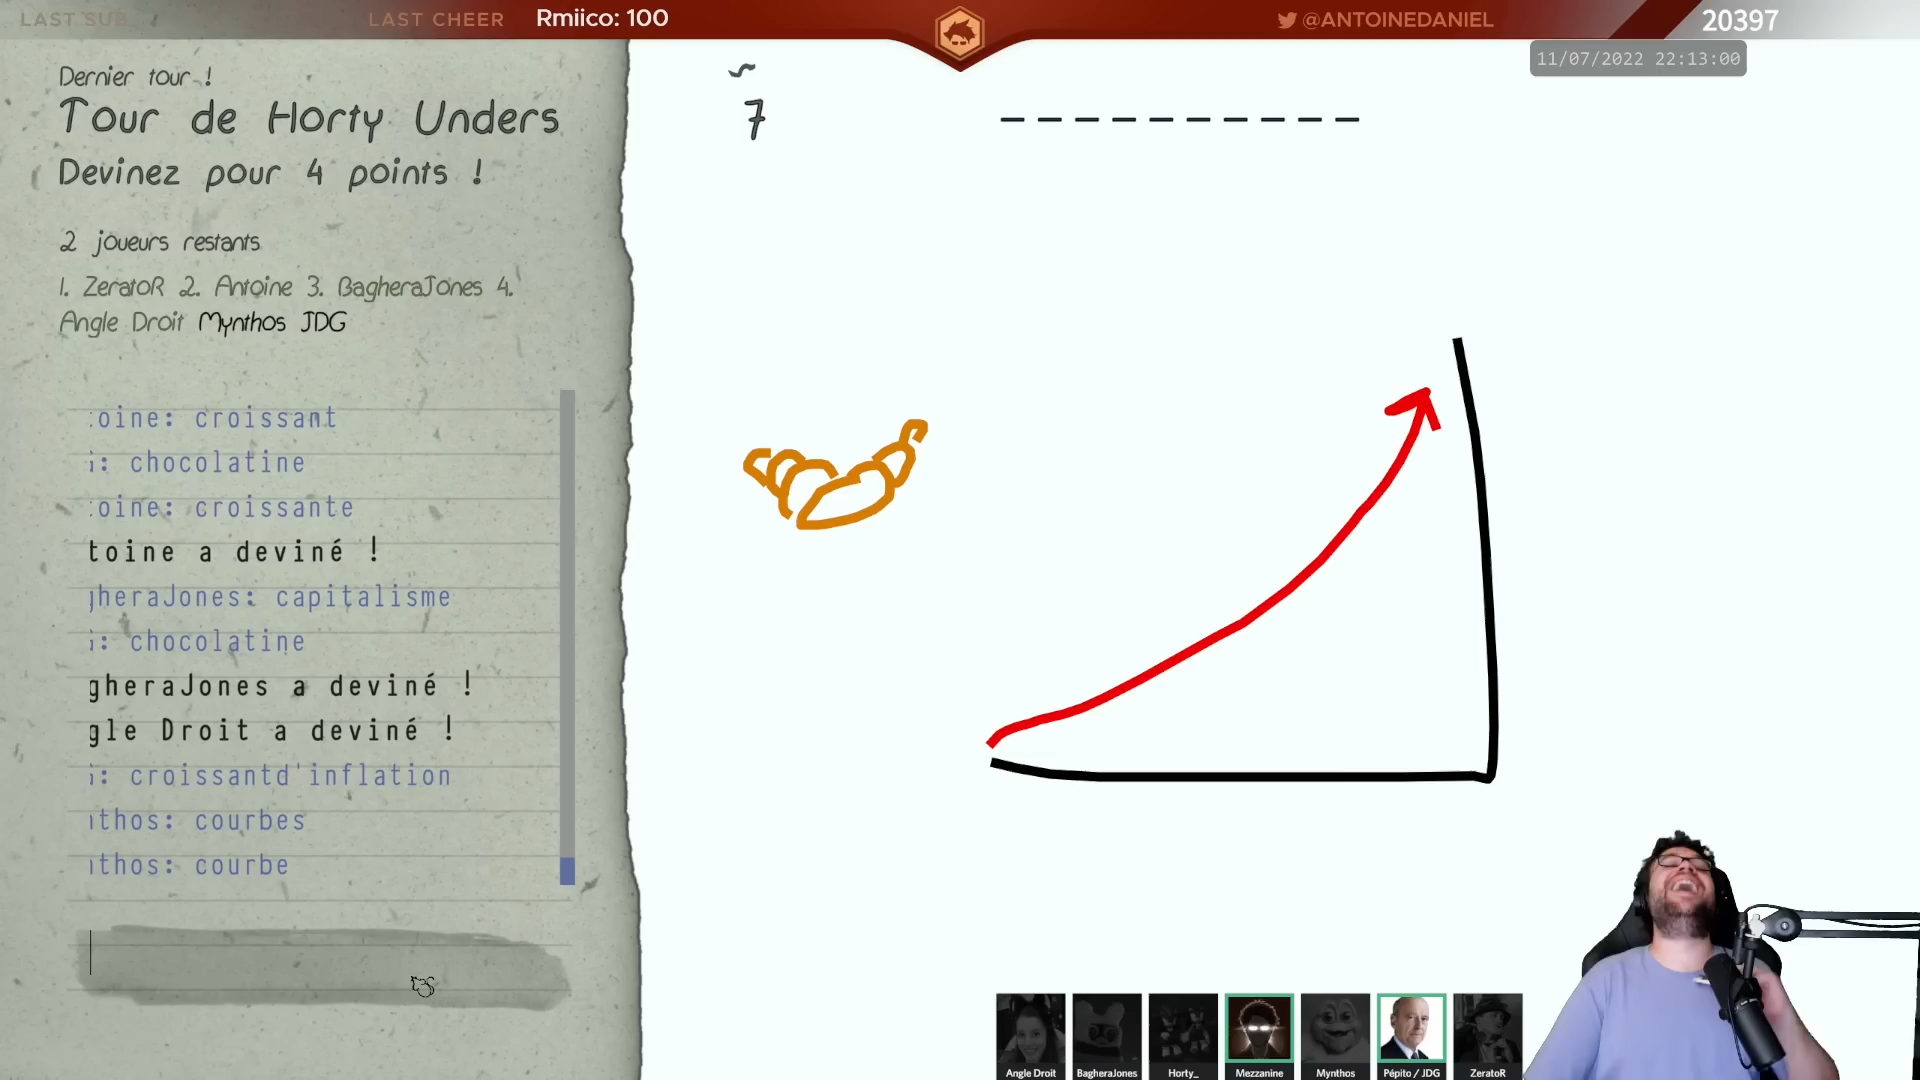 LAST SUB
LAST CHEER
Rmiico: 100
@ANTOINEDANIEL
20397
11/07/2022 22:13:00
Dernier tour !
Tour de Horty Unders
Devinez pour 4 points !
2 joueurs restants
1. ZeratoR 2. Antoine 3. BagheraJones 4.
Angle Droit Mynthos JDG
7
oine: croissant
: chocolatine
oine: croissante
toine a deviné !
gheraJones: capitalisme
: chocolatine
gheraJones a deviné !
gle Droit a deviné !
: croissantd'inflation
thos: courbes
thos: courbe
Angle Droit
BagheraJones
Horty_
Mezzanine
Mynthos
Pépito / JDG
ZeratoR